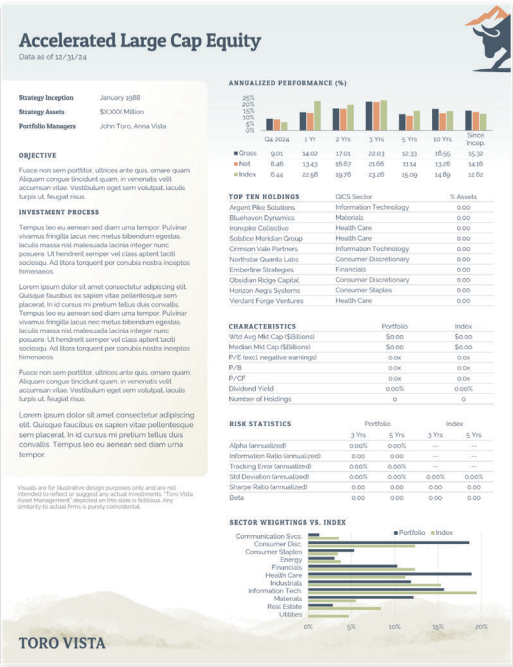 Accelerated Large Cap Equity
Data as of 12/31/24
Strategy Inception January 1988
Strategy Assets $X,XXX Million
Portfolio Managers John Toro, Anna Vista
OBJECTIVE
Fusce non sem porttitor, ultrices ante quis, ornare quam.
Aliquam congue tincidunt quam, in venenatis velit
accumsan vitae. Vestibulum eget sem volutpat, iaculis
turpis ut, feugiat risus.
INVESTMENT PROCESS
Tempus leo eu aenean sed diam urna tempor. Pulvinar
vivamus fringilla lacus nec metus bibendum egestas.
Iaculis massa nisl malesuada lacinia integer nunc
posuere. Ut hendrerit semper vel class aptent taciti
sociosqu. Ad litora torquent per conubia nostra inceptos
himenaeos.
Lorem ipsum dolor sit amet consectetur adipiscing elit.
Quisque faucibus ex sapien vitae pellentesque sem
placerat. In id cursus mi pretium tellus duis convallis.
Tempus leo eu aenean sed diam urna tempor. Pulvinar
vivamus fringilla lacus nec metus bibendum egestas.
Iaculis massa nisl malesuada lacinia integer nunc
posuere. Ut hendrerit semper vel class aptent taciti
sociosqu. Ad litora torquent per conubia nostra inceptos
himenaeos.
Fusce non sem porttitor, ultrices ante quis, ornare quam.
Aliquam congue tincidunt quam, in venenatis velit
accumsan vitae. Vestibulum eget sem volutpat, iaculis
turpis ut, feugiat risus.
Lorem ipsum dolor sit amet consectetur adipiscing
elit. Quisque faucibus ex sapien vitae pellentesque
sem placerat. In id cursus mi pretium tellus duis
convallis. Tempus leo eu aenean sed diam urna
tempor.
Visuals are for illustrative design purposes only and are not
intended to reflect or suggest any actual investments. "Toro Vista
Asset Management" depicted on this slide is fictitious. Any
similarity to actual firms is purely coincidental.
TORO VISTA
ANNUALIZED PERFORMANCE (%)
25%
20%
15%
10%
5%
0%
Q4 2024 1 Yr 2 Yrs 3 Yrs 5 Yrs 10 Yrs Since Incep.
Gross 9.01 14.02 17.01 22.03 12.33 16.55 15.32
Net 8.46 13.43 16.67 21.66 11.14 13.26 14.16
Index 6.44 22.58 19.76 23.26 15.09 14.89 12.62
TOP TEN HOLDINGS GICS Sector % Assets
Argent Pike Solutions Information Technology 0.00
Bluehaven Dynamics Materials 0.00
Ironspire Collective Health Care 0.00
Solstice Meridian Group Health Care 0.00
Crimson Vale Partners Information Technology 0.00
Northstar Quanta Labs Consumer Discretionary 0.00
Emberline Strategies Financials 0.00
Obsidian Ridge Capital Consumer Discretionary 0.00
Horizon Aegis Systems Consumer Staples 0.00
Verdant Forge Ventures Health Care 0.00
CHARACTERISTICS Portfolio Index
Wtd Avg Mkt Cap ($Billions) $0.00 $0.00
Median Mkt Cap ($Billions) $0.00 $0.00
P/E (excl. negative earnings) 0.0x 0.0x
P/B 0.0x 0.0x
P/CF 0.0x 0.0x
Dividend Yield 0.00% 0.00%
Number of Holdings 0 0
RISK STATISTICS Portfolio Index
3 Yrs 5 Yrs 3 Yrs 5 Yrs
Alpha (annualized) 0.00% 0.00% -- --
Information Ratio (annualized) 0.00 0.00 -- --
Tracking Error (annualized) 0.00% 0.00% -- --
Std Deviation (annualized) 0.00% 0.00% 0.00% 0.00%
Sharpe Ratio (annualized) 0.00 0.00 0.00 0.00
Beta 0.00 0.00 0.00 0.00
SECTOR WEIGHTINGS VS. INDEX
Portfolio Index
Communication Svcs.
Consumer Disc.
Consumer Staples
Energy
Financials
Health Care
Industrials
Information Tech.
Materials
Real Estate
Utilities
0% 5% 10% 15% 20%